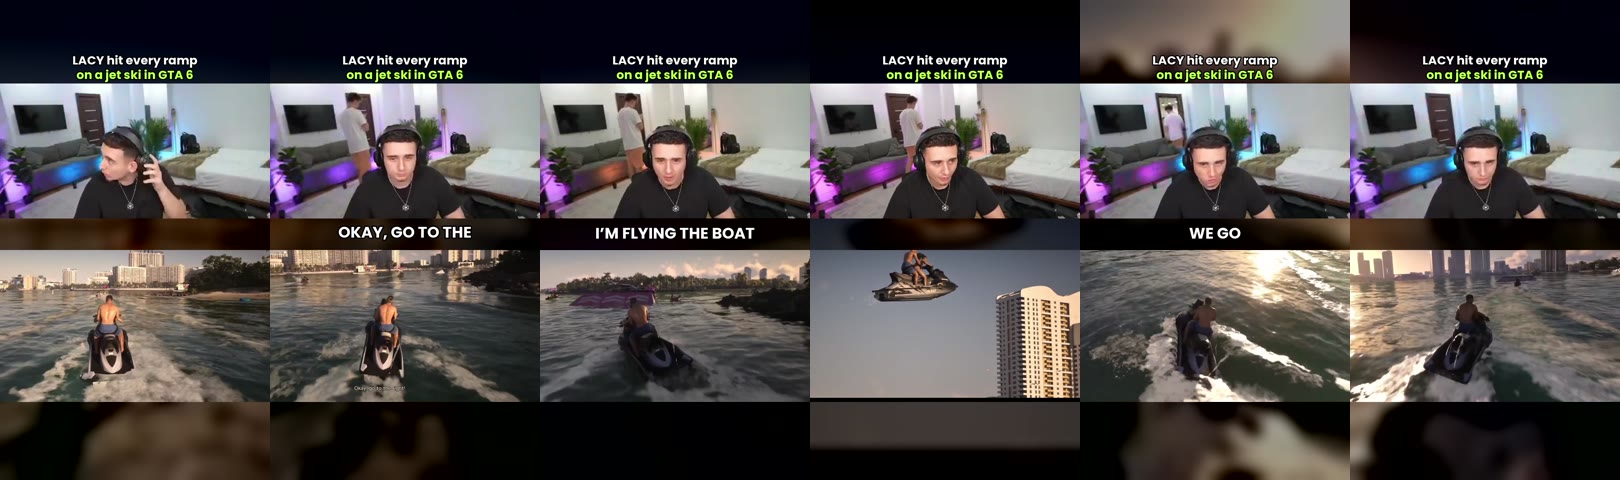 LACY hit every ramp
on a jet ski in GTA 6
LACY hit every ramp
on a jet ski in GTA 6
LACY hit every ramp
on a jet ski in GTA 6
LACY hit every ramp
on a jet ski in GTA 6
LACY hit every ramp
on a jet ski in GTA 6
LACY hit every ramp
on a jet ski in GTA 6
OKAY, GO TO THE
I'M FLYING THE BOAT
WE GO